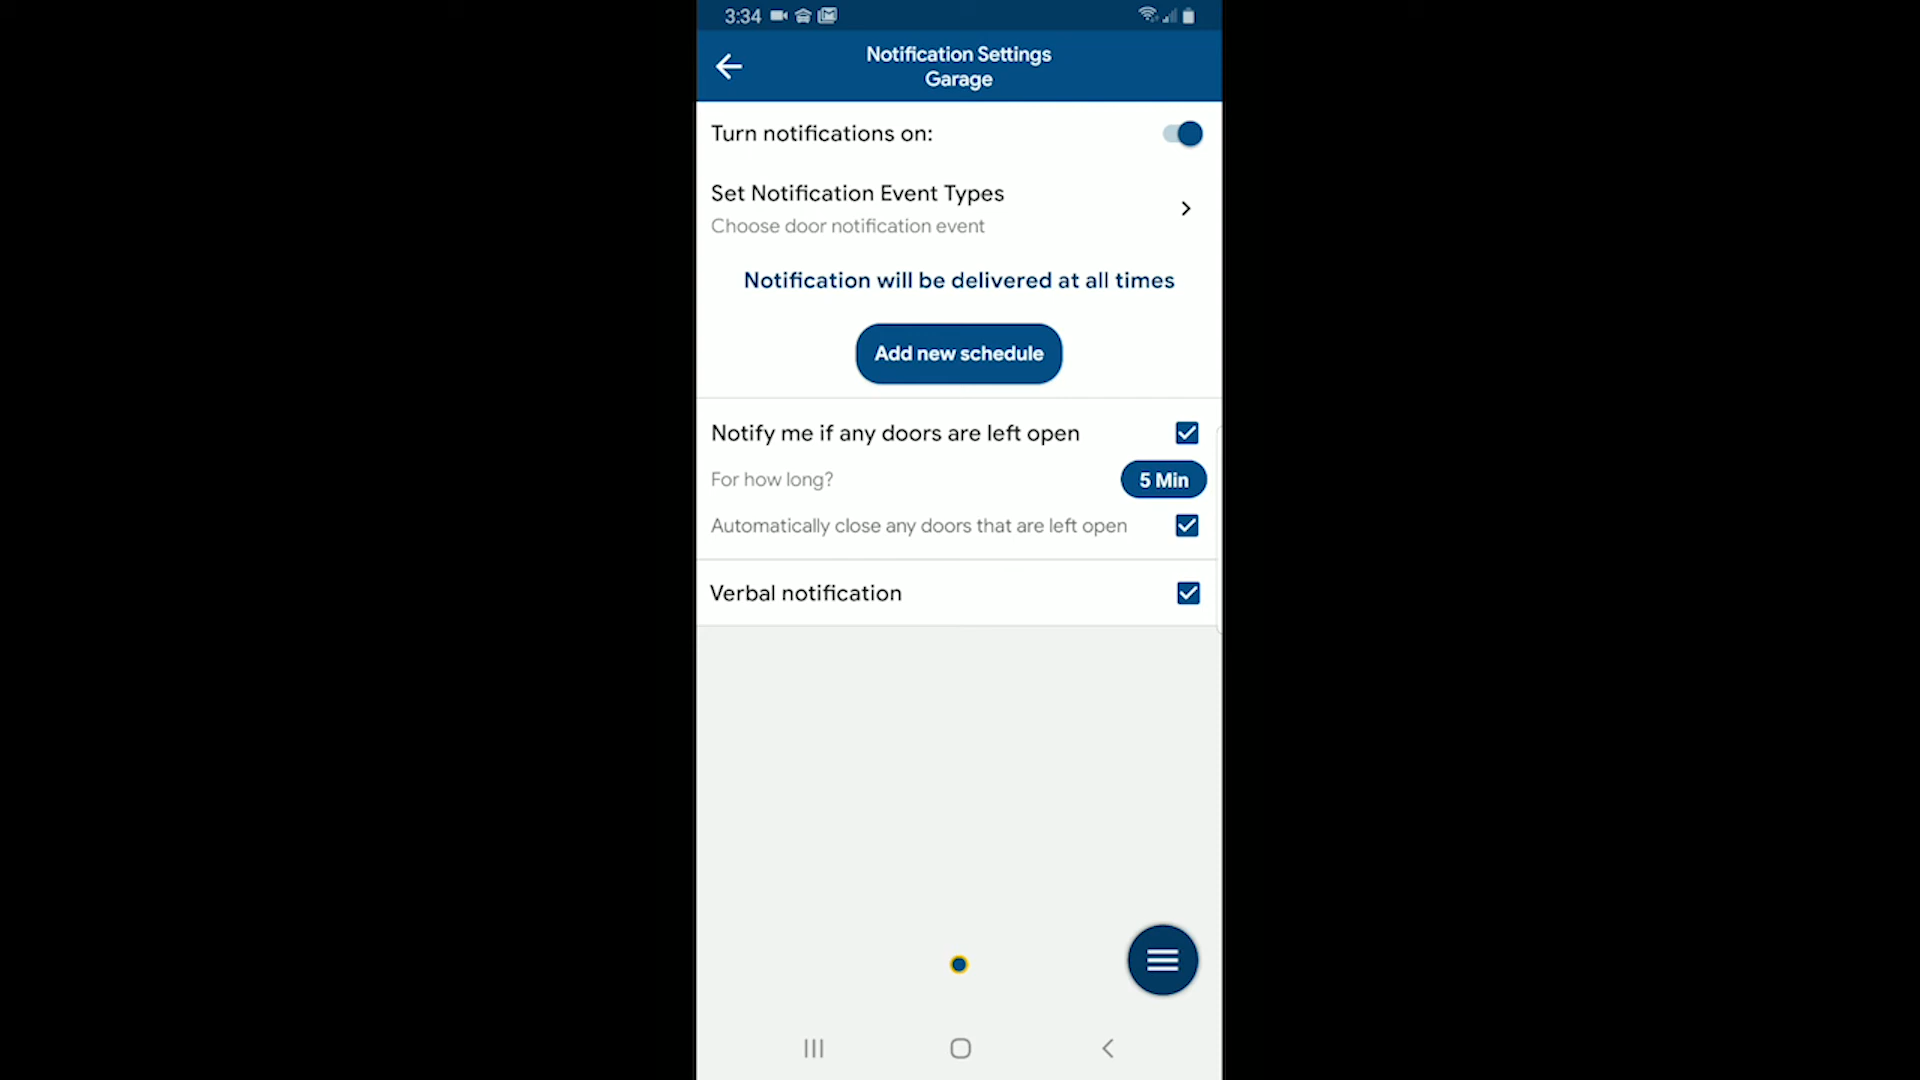 3:34
Notification Settings
Garage
Turn notifications on:
Set Notification Event Types
Choose door notification event
Notification will be delivered at all times
Add new schedule
Notify me if any doors are left open
For how long?
5 Min
Automatically close any doors that are left open
Verbal notification